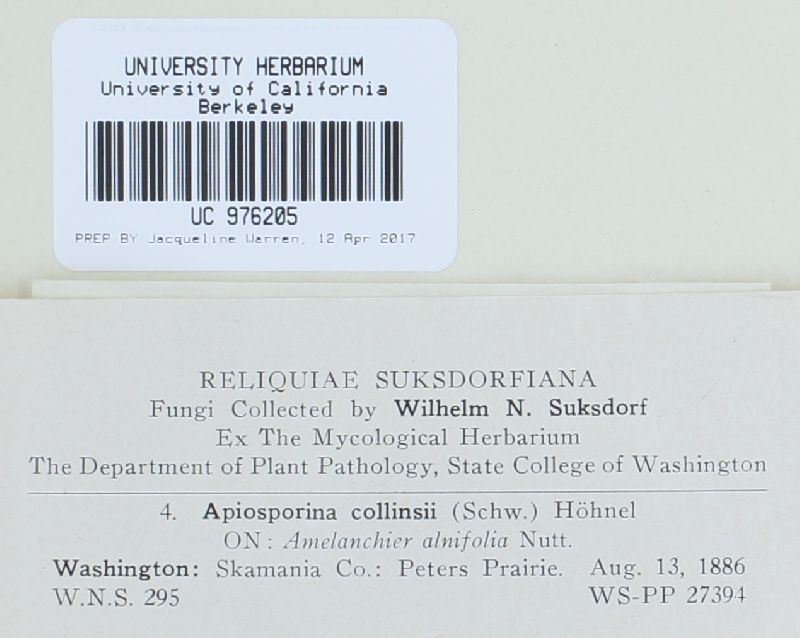 UNIVERSITY HERBARIUM
University of California
Berkeley
UC 976205
PREP BY Jacqueline Warren, 12 Apr 2017
RELIQUIAE SUKSDORFIANA
Fungi Collected by Wilhelm N. Suksdorf
Ex The Mycological Herbarium
The Department of Plant Pathology, State College of Washington
4. Apiosporina collinsii (Schw.) Höhnel
ON: Amelanchier alnifolia Nutt.
Washington: Skamania Co.: Peters Prairie. Aug. 13, 1886
W.N.S. 295 WS-PP 27394